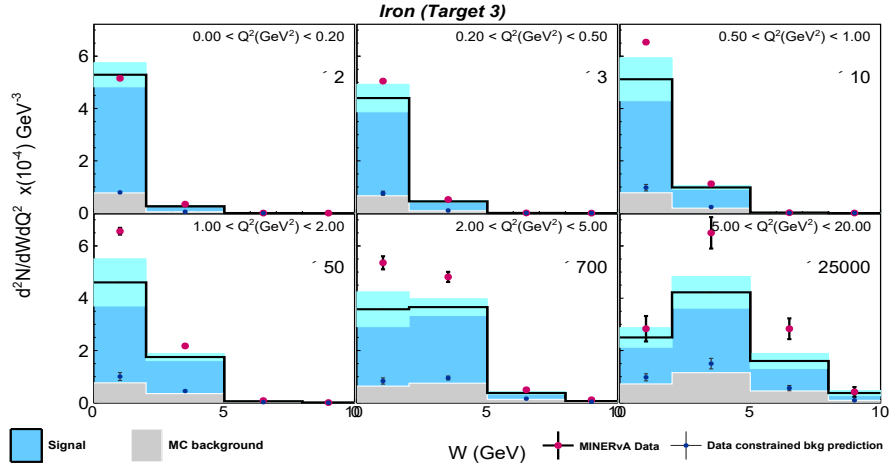 Iron (Target 3)
0.00 < Q²(GeV²) < 0.20
0.20 < Q²(GeV²) < 0.50
0.50 < Q²(GeV²) < 1.00
´ 2
´ 3
´ 10
6
4
2
0
1.00 < Q²(GeV²) < 2.00
2.00 < Q²(GeV²) < 5.00
5.00 < Q²(GeV²) < 20.00
´ 50
´ 700
´ 25000
6
4
2
0
d²N/dWdQ² x(10⁻⁴) GeV⁻³
0 5 10
0 5 10
0 5 10
W (GeV)
Signal
MC background
MINERvA Data
Data constrained bkg prediction